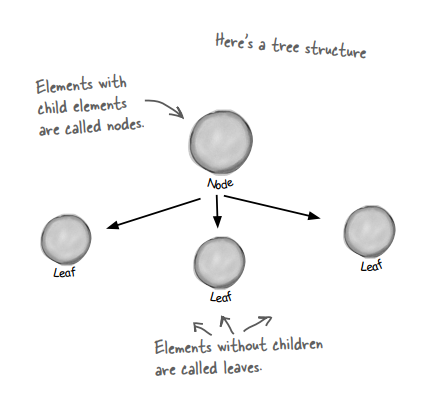 Here's a tree structure
Elements with
child elements
are called nodes.
Node
Leaf
Leaf
Leaf
Elements without children
are called leaves.